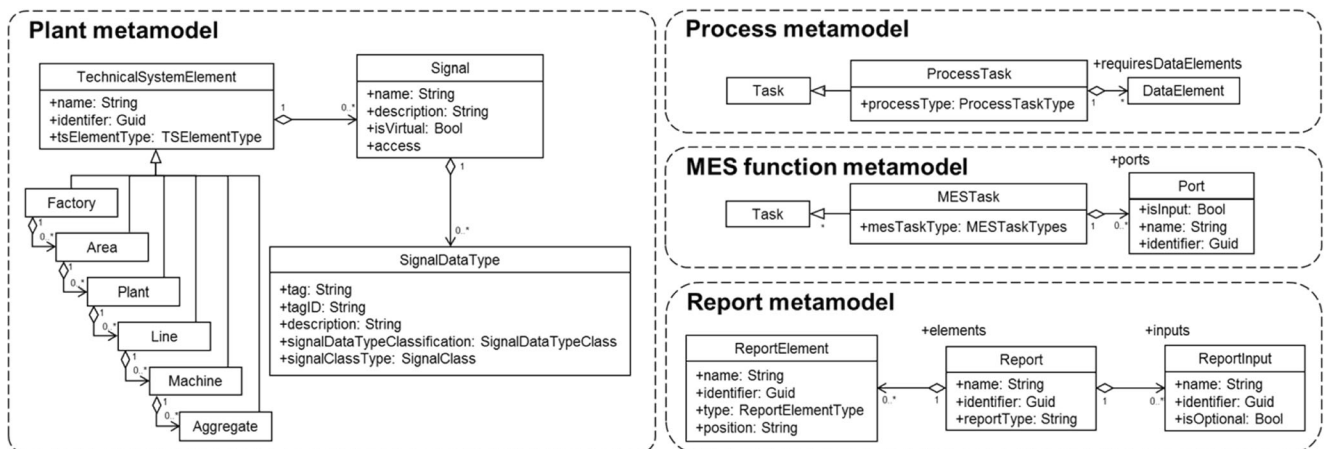 Plant metamodel
TechnicalSystemElement
+name: String
+identifer: Guid
+tsElementType: TSElementType
1
0..*
Signal
+name: String
+description: String
+isVirtual: Bool
+access
1
0..*
SignalDataType
+tag: String
+tagID: String
+description: String
+signalDataTypeClassification: SignalDataTypeClass
+signalClassType: SignalClass
Factory
1
0..*
Area
1
0..*
Plant
1
0..*
Line
1
0..*
Machine
1
0..*
Aggregate
Process metamodel
Task
ProcessTask
+processType: ProcessTaskType
+requiresDataElements
1
*
DataElement
MES function metamodel
Task
*
MESTask
+mesTaskType: MESTaskTypes
+ports
1
0..*
Port
+isInput: Bool
+name: String
+identifier: Guid
Report metamodel
ReportElement
+name: String
+identifier: Guid
+type: ReportElementType
+position: String
+elements
0..*
1
Report
+name: String
+identifier: Guid
+reportType: String
+inputs
1
0..*
ReportInput
+name: String
+identifier: Guid
+isOptional: Bool